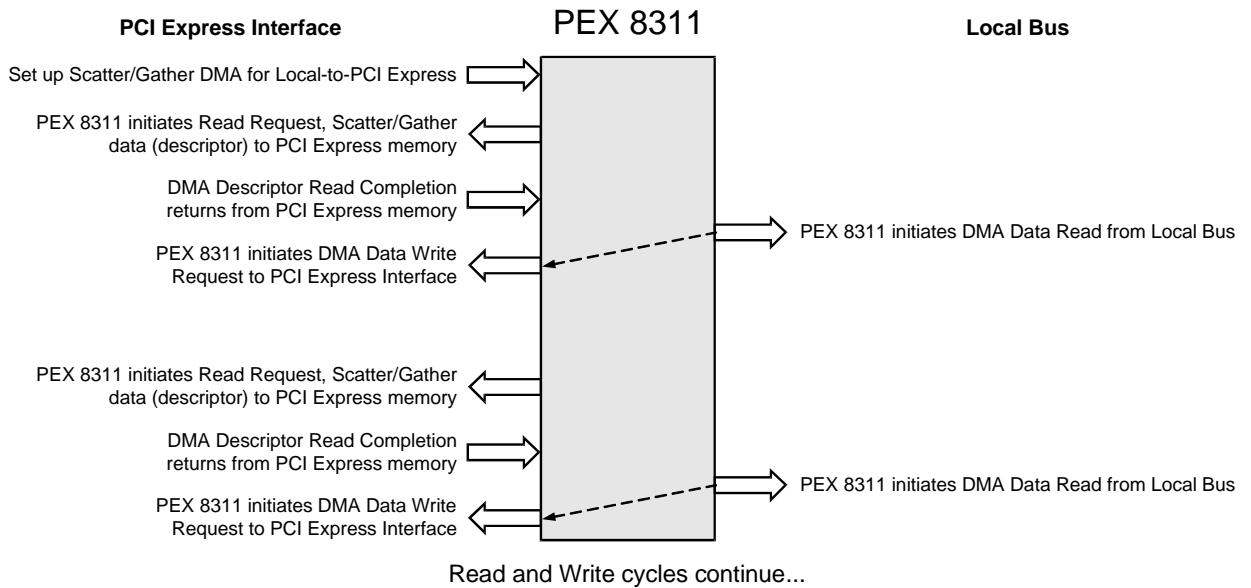 PCI Express Interface
PEX 8311
Local Bus
Set up Scatter/Gather DMA for Local-to-PCI Express
PEX 8311 initiates Read Request, Scatter/Gather
data (descriptor) to PCI Express memory
DMA Descriptor Read Completion
returns from PCI Express memory
PEX 8311 initiates DMA Data Read from Local Bus
PEX 8311 initiates DMA Data Write
Request to PCI Express Interface
PEX 8311 initiates Read Request, Scatter/Gather
data (descriptor) to PCI Express memory
DMA Descriptor Read Completion
returns from PCI Express memory
PEX 8311 initiates DMA Data Read from Local Bus
PEX 8311 initiates DMA Data Write
Request to PCI Express Interface
Read and Write cycles continue...